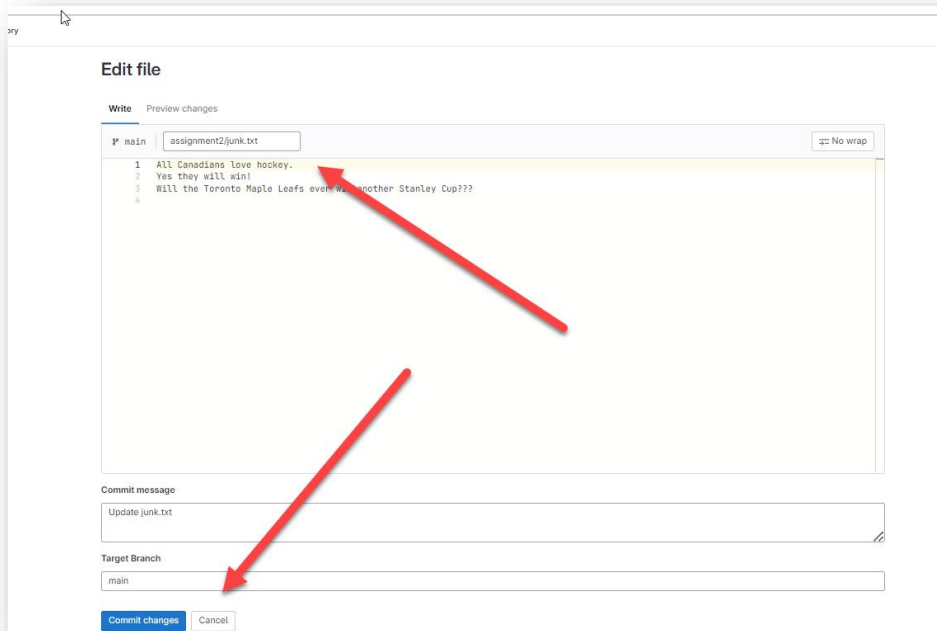 Edit file
Write Preview changes
main assignment2/junk.txt No wrap
1 All Canadians love hockey.
2 Yes they will win!
3 Will the Toronto Maple Leafs ever another Stanley Cup???
4
Commit message
Update junk.txt
Target Branch
main
Commit changes Cancel